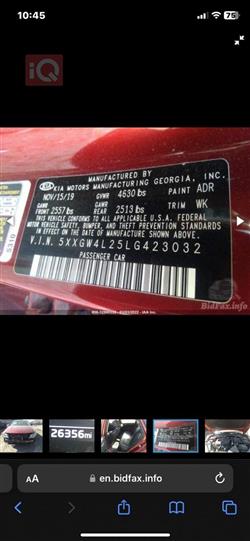 10:45
75
iQ
MANUFACTURED BY
KIA MOTORS MANUFACTURING GEORGIA, INC.
NOV/15/19 GVWR 4630 lbs PAINT ADR
GAWR GAWR TRIM WK
FRONT 2557 lbs REAR 2513 lbs
THIS VEHICLE CONFORMS TO ALL APPLICABLE U.S.A. FEDERAL
MOTOR VEHICLE SAFETY, BUMPER, AND THEFT PREVENTION STANDARDS
IN EFFECT ON THE DATE OF MANUFACTURE SHOWN ABOVE.
V.I.N. 5XXGW4L25LG423032
PASSENGER CAR
BidFax.info
26356mi
AA en.bidfax.info